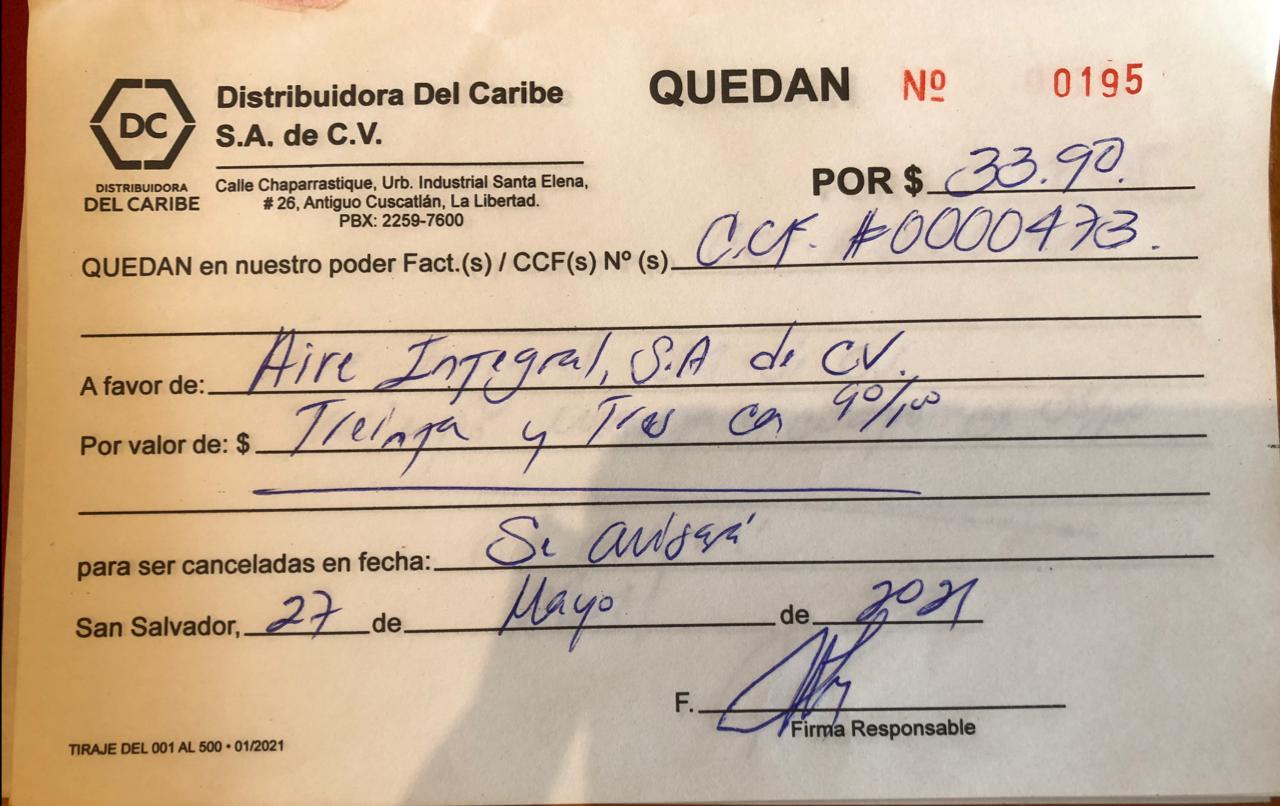 DC
DISTRIBUIDORA
DEL CARIBE
Distribuidora Del Caribe
S.A. de C.V.
Calle Chaparrastique, Urb. Industrial Santa Elena,
# 26, Antiguo Cuscatlán, La Libertad.
PBX: 2259-7600
QUEDAN Nº 0195
POR $ 33.90.
QUEDAN en nuestro poder Fact.(s) / CCF(s) Nº (s) C.CF. #0000473.
A favor de: Aire Integral, S.A de CV.
Por valor de: $ Treinta y Tres con 90/100
para ser canceladas en fecha: Se avisará
San Salvador, 27 de Mayo de 2021
F.
Firma Responsable
TIRAJE DEL 001 AL 500 • 01/2021